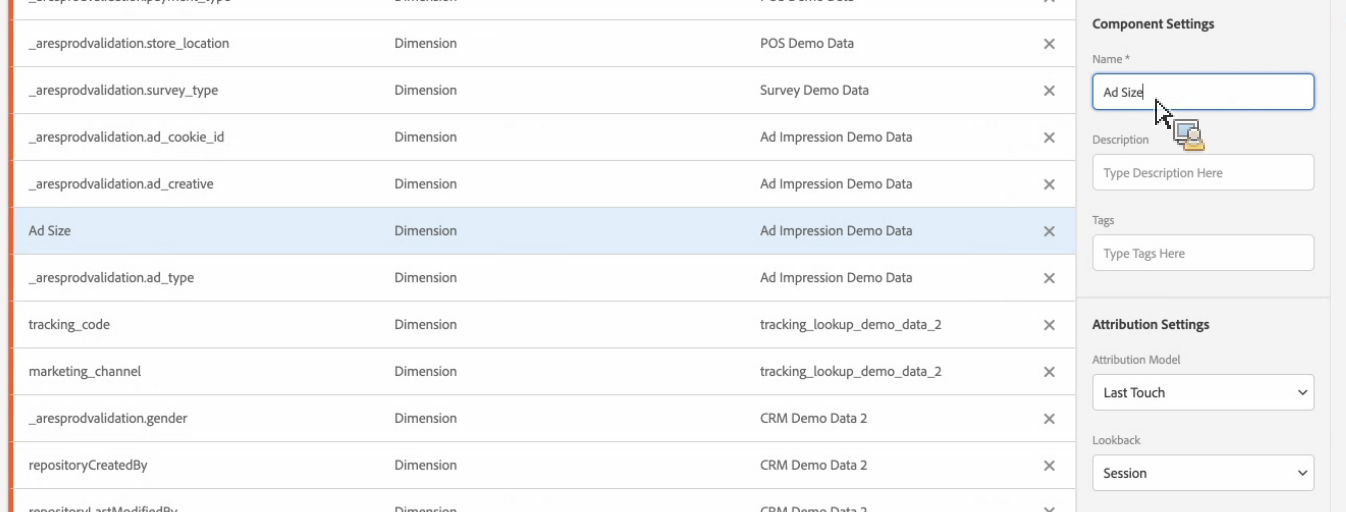 _aresprodvalidation.payment_type POS Demo Data
_aresprodvalidation.store_location Dimension POS Demo Data
_aresprodvalidation.survey_type Dimension Survey Demo Data
_aresprodvalidation.ad_cookie_id Dimension Ad Impression Demo Data
_aresprodvalidation.ad_creative Dimension Ad Impression Demo Data
Ad Size Dimension Ad Impression Demo Data
_aresprodvalidation.ad_type Dimension Ad Impression Demo Data
tracking_code Dimension tracking_lookup_demo_data_2
marketing_channel Dimension tracking_lookup_demo_data_2
_aresprodvalidation.gender Dimension CRM Demo Data 2
repositoryCreatedBy Dimension CRM Demo Data 2
repositoryLastModifiedBy Dimension CRM Demo Data 2
Component Settings
Name *
Ad Size
Description
Type Description Here
Tags
Type Tags Here
Attribution Settings
Attribution Model
Last Touch
Lookback
Session